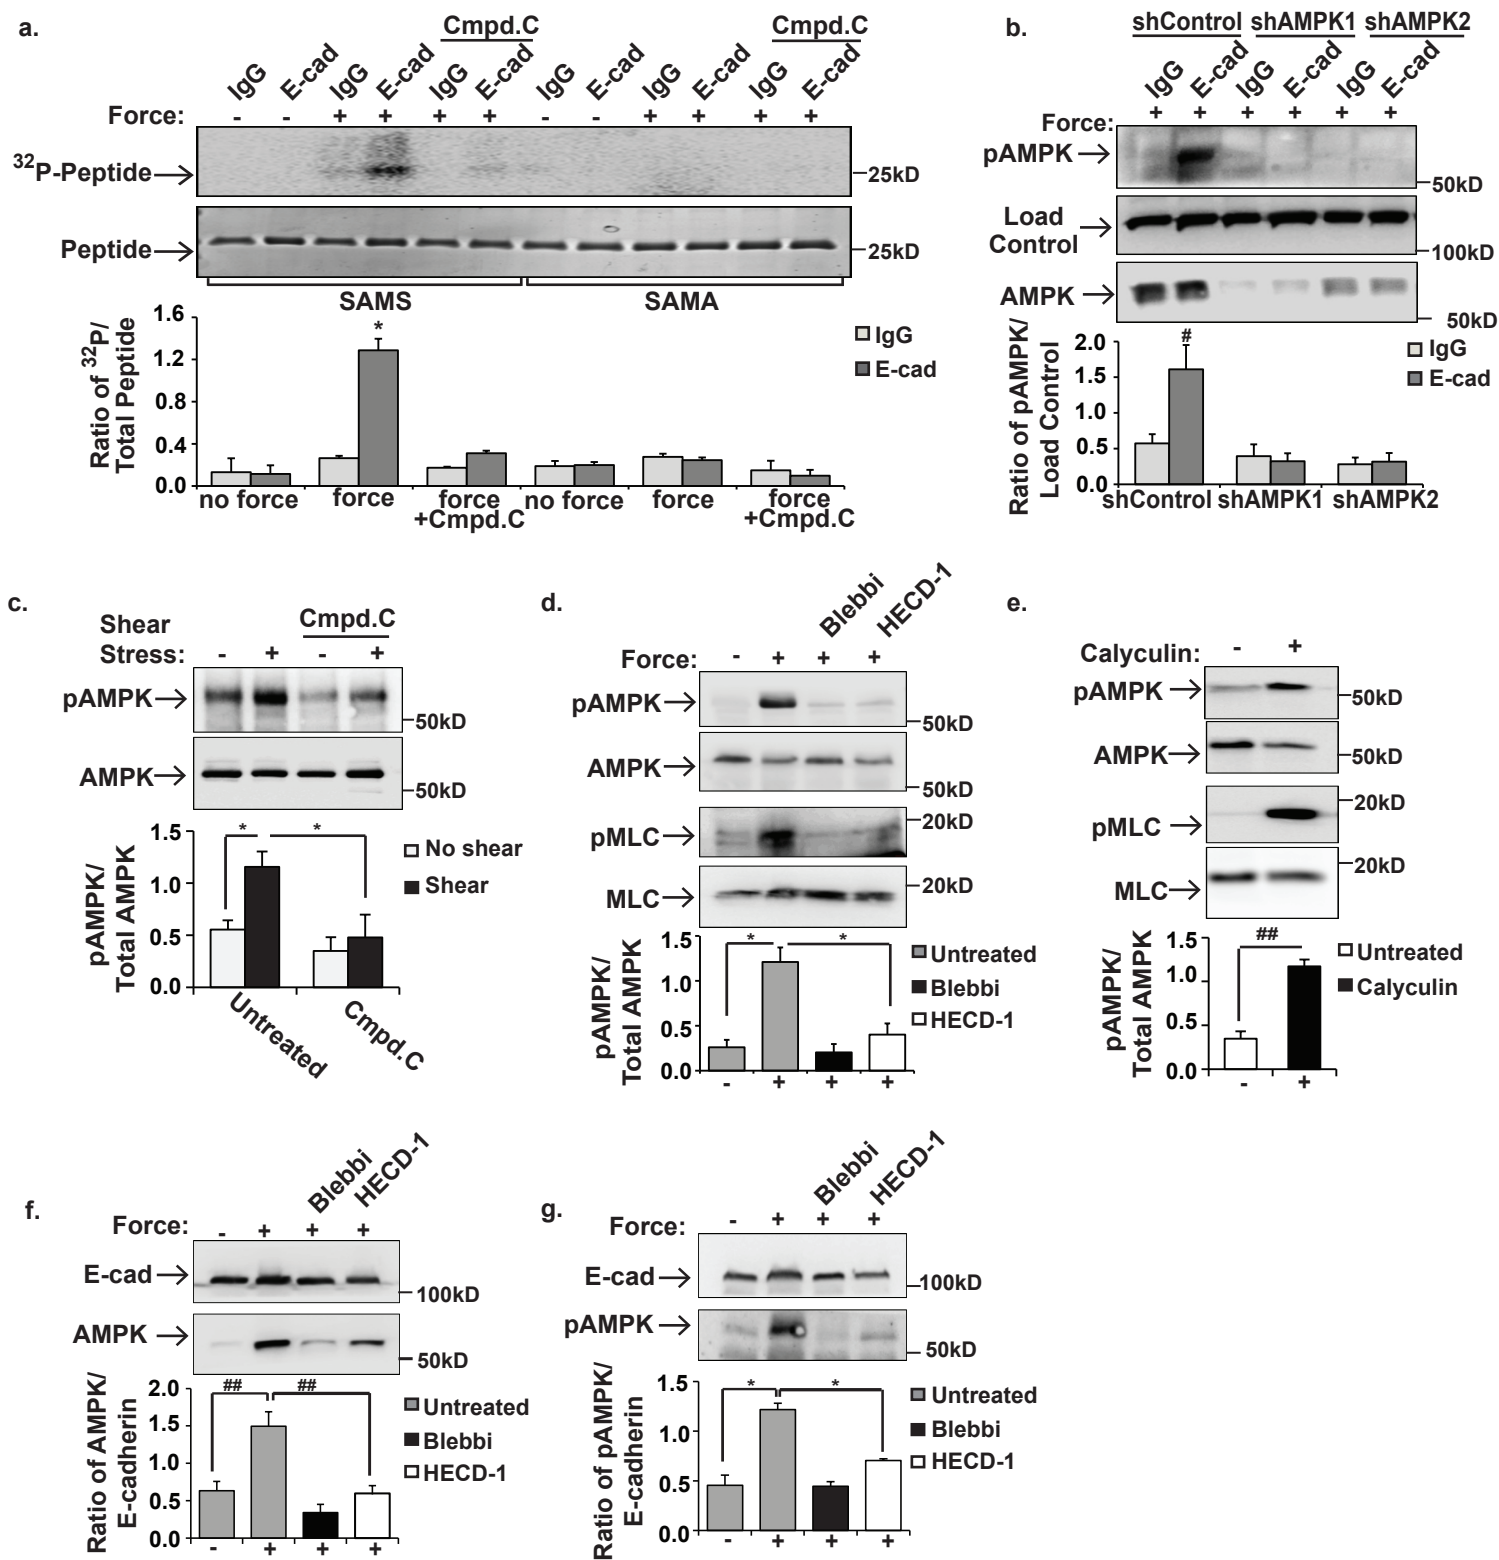 a.
Cmpd.C Cmpd.C
IgG E-cad IgG E-cad IgG E-cad IgG E-cad IgG E-cad IgG E-cad
Force: - - + + + + - - + + + +
32P-Peptide → 25kD
Peptide → 25kD
SAMS SAMA
Ratio of 32P/
Total Peptide
1.6
1.2
0.8
0.4
0.0
*
IgG
E-cad
no force force force no force force force
+Cmpd.C +Cmpd.C
b.
shControl shAMPK1 shAMPK2
IgG E-cad IgG E-cad IgG E-cad
Force: + + + + + +
pAMPK → 50kD
Load
Control → 100kD
AMPK → 50kD
Ratio of pAMPK/
Load Control
2.0
1.5
1.0
0.5
0.0
#
IgG
E-cad
shControl shAMPK1 shAMPK2
c.
Cmpd.C
Shear
Stress: - + - +
pAMPK → 50kD
AMPK → 50kD
pAMPK/
Total AMPK
1.5
1.0
0.5
0.0
* *
No shear
Shear
Untreated Cmpd.C
d.
Blebbi HECD-1
Force: - + + +
pAMPK → 50kD
AMPK → 50kD
pMLC → 20kD
MLC → 20kD
pAMPK/
Total AMPK
1.5
1.0
0.5
0.0
* *
Untreated
Blebbi
HECD-1
- + + +
e.
Calyculin: - +
pAMPK → 50kD
AMPK → 50kD
pMLC → 20kD
MLC → 20kD
pAMPK/
Total AMPK
1.5
1.0
0.5
0.0
##
Untreated
Calyculin
- +
f.
Blebbi HECD-1
Force: - + + +
E-cad → 100kD
AMPK → 50kD
Ratio of AMPK/
E-cadherin
2.0
1.5
1.0
0.5
0.0
## ##
Untreated
Blebbi
HECD-1
- + + +
g.
Blebbi HECD-1
Force: - + + +
E-cad → 100kD
pAMPK → 50kD
Ratio of pAMPK/
E-cadherin
1.5
1.0
0.5
0.0
* *
Untreated
Blebbi
HECD-1
- + + +